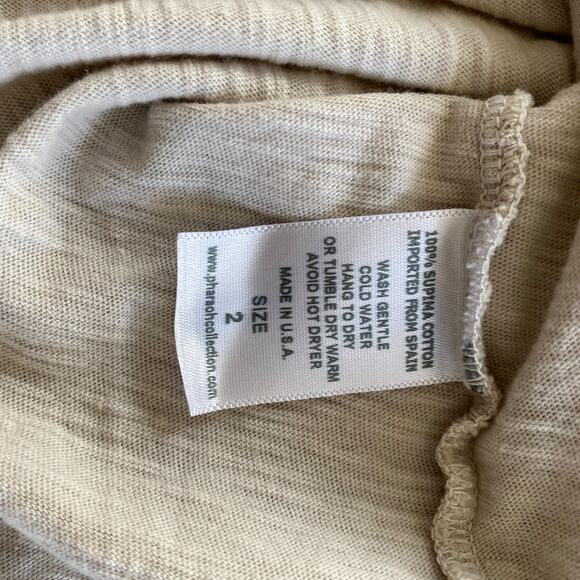 100% SUPIMA COTTON
IMPORTED FROM SPAIN
WASH GENTLE
COLD WATER
HANG TO DRY
OR TUMBLE DRY WARM
AVOID HOT DRYER
MADE IN U.S.A.
SIZE
2
www.pharaohcollection.com